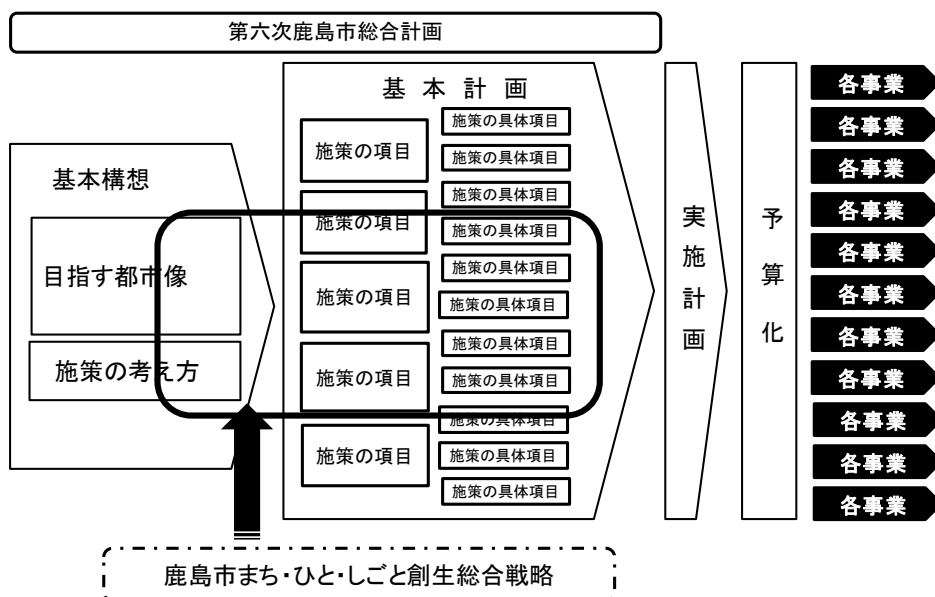 第六次鹿島市総合計画
基本構想
目指す都市像
施策の考え方
基本計画
施策の項目
施策の項目
施策の項目
施策の項目
施策の項目
施策の具体項目
施策の具体項目
施策の具体項目
施策の具体項目
施策の具体項目
施策の具体項目
施策の具体項目
施策の具体項目
施策の具体項目
施策の具体項目
施策の具体項目
実施計画
予算化
各事業
各事業
各事業
各事業
各事業
各事業
各事業
各事業
各事業
各事業
各事業
鹿島市まち・ひと・しごと創生総合戦略